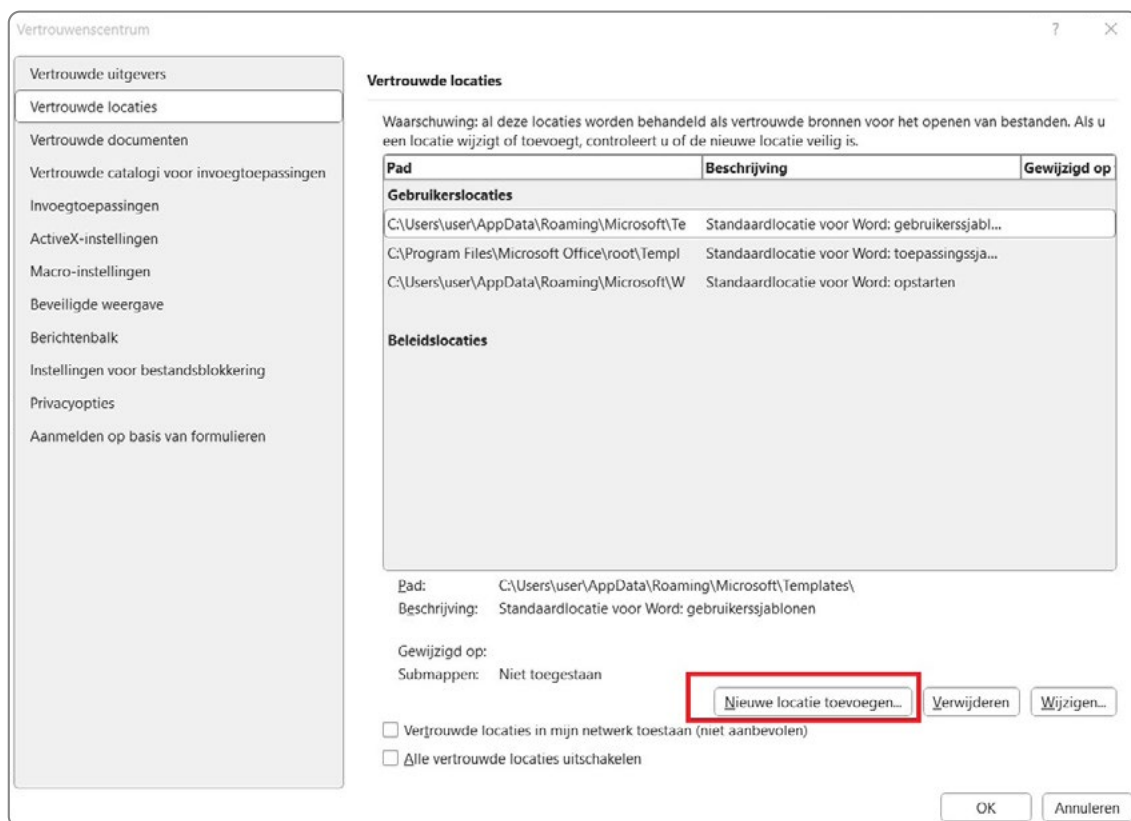 Vertrouwenscentrum
?
Vertrouwde uitgevers
Vertrouwde locaties
Vertrouwde documenten
Vertrouwde catalogi voor invoegtoepassingen
Invoegtoepassingen
ActiveX-instellingen
Macro-instellingen
Beveiligde weergave
Berichtenbalk
Instellingen voor bestandsblokkering
Privacyopties
Aanmelden op basis van formulieren
Vertrouwde locaties
Waarschuwing: al deze locaties worden behandeld als vertrouwde bronnen voor het openen van bestanden. Als u
een locatie wijzigt of toevoegt, controleert u of de nieuwe locatie veilig is.
Pad Beschrijving Gewijzigd op
Gebruikerslocaties
C:\Users\user\AppData\Roaming\Microsoft\Te Standaardlocatie voor Word: gebruikerssjabl...
C:\Program Files\Microsoft Office\root\Templ Standaardlocatie voor Word: toepassingssja...
C:\Users\user\AppData\Roaming\Microsoft\W Standaardlocatie voor Word: opstarten
Beleidslocaties
Pad: C:\Users\user\AppData\Roaming\Microsoft\Templates\
Beschrijving: Standaardlocatie voor Word: gebruikerssjablonen
Gewijzigd op:
Submappen: Niet toegestaan
Nieuwe locatie toevoegen... Verwijderen Wijzigen...
Vertrouwde locaties in mijn netwerk toestaan (niet aanbevolen)
Alle vertrouwde locaties uitschakelen
OK Annuleren